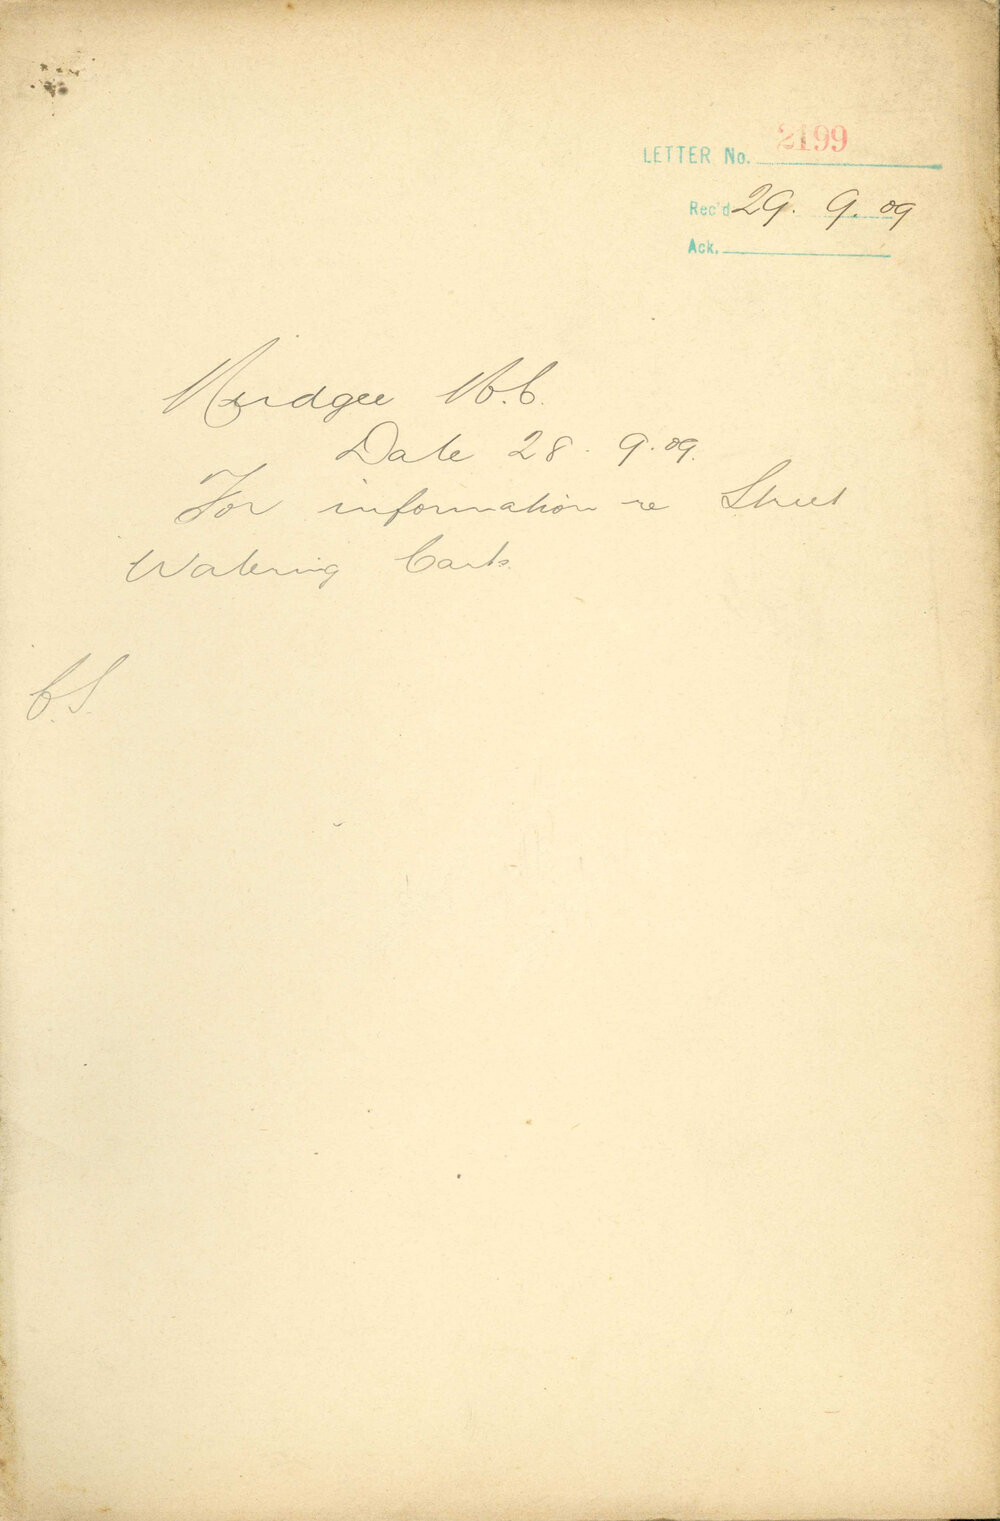 LETTER No. 2199
Rec'd 29. 9. 09
Ack.
Mudgee M.C.
Date 28. 9. 09.
For information re Street
Watering Carts.
C.S.